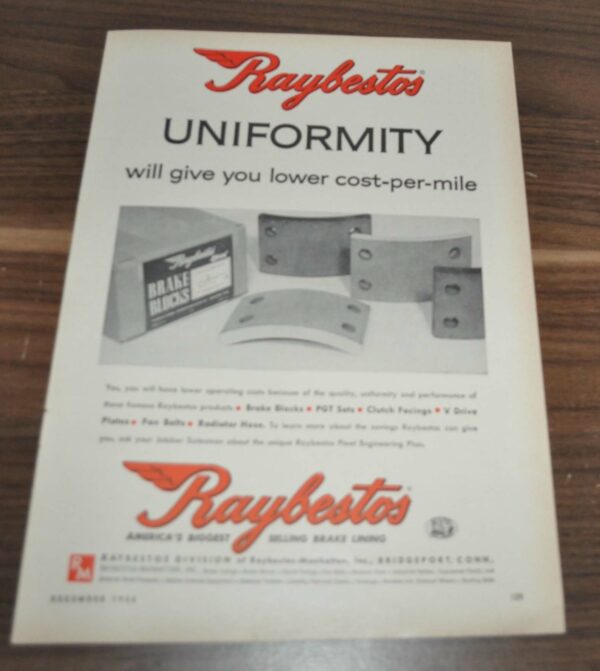 Raybestos
UNIFORMITY
will give you lower cost-per-mile
Raybestos
BRAKE
BLOCKS
Yes, you will have lower operating costs because of the quality, uniformity and performance of
these famous Raybestos products • Brake Blocks • PGT Sets • Clutch Facings • V Drive
Plates • Fan Belts • Radiator Hose. To learn more about the savings Raybestos can give
you, ask your Jobber Salesman about the unique Raybestos Fleet Engineering Plan.
Raybestos
AMERICA'S BIGGEST SELLING BRAKE LINING
RM
RAYBESTOS DIVISION of Raybestos-Manhattan, Inc., BRIDGEPORT, CONN.